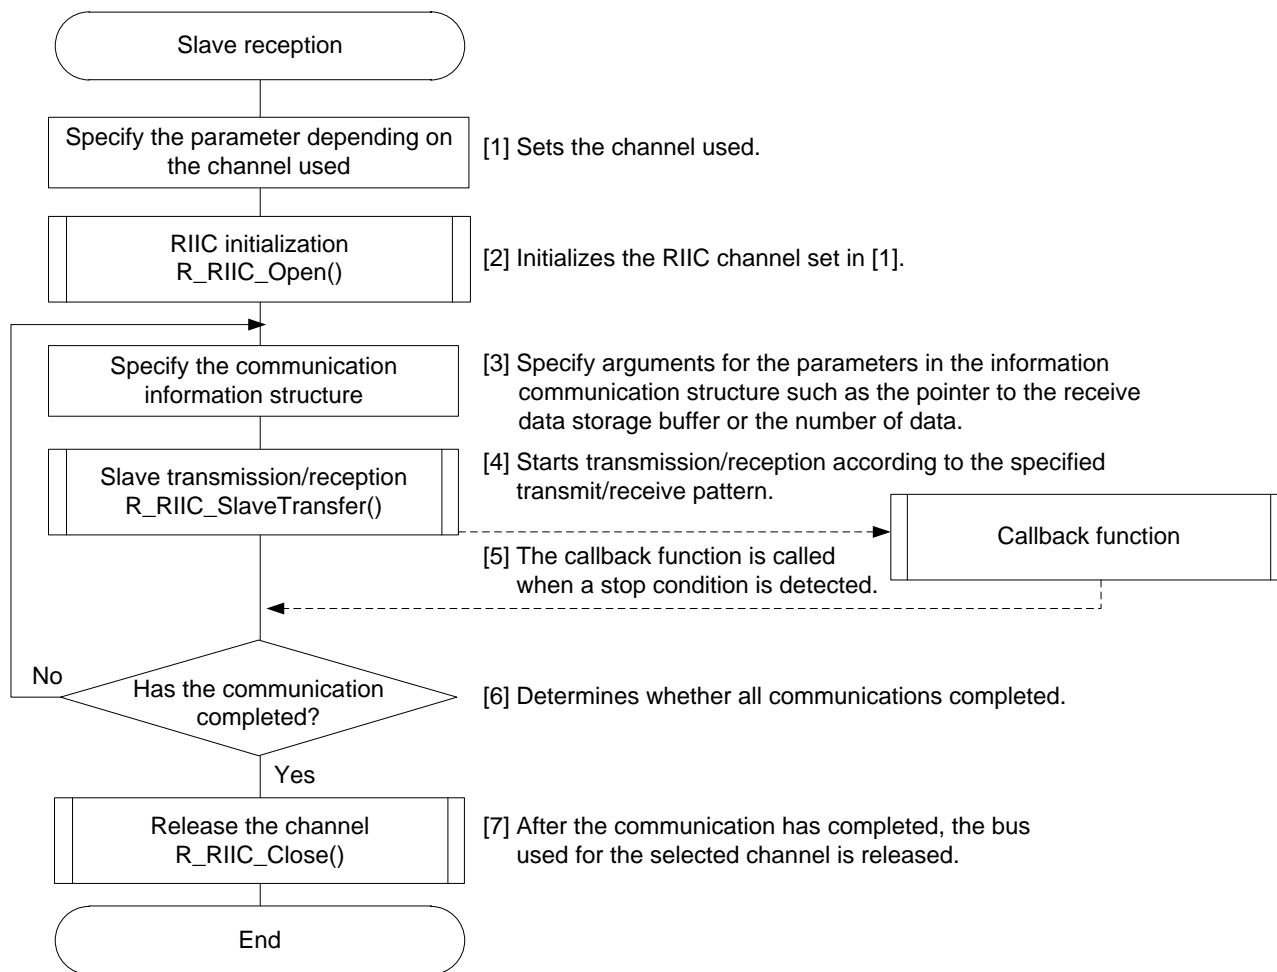 Slave reception
Specify the parameter depending on
the channel used
[1] Sets the channel used.
RIIC initialization
R_RIIC_Open()
[2] Initializes the RIIC channel set in [1].
Specify the communication
information structure
[3] Specify arguments for the parameters in the information
communication structure such as the pointer to the receive
data storage buffer or the number of data.
Slave transmission/reception
R_RIIC_SlaveTransfer()
[4] Starts transmission/reception according to the specified
transmit/receive pattern.
Callback function
[5] The callback function is called
when a stop condition is detected.
No
Has the communication
completed?
[6] Determines whether all communications completed.
Yes
Release the channel
R_RIIC_Close()
[7] After the communication has completed, the bus
used for the selected channel is released.
End